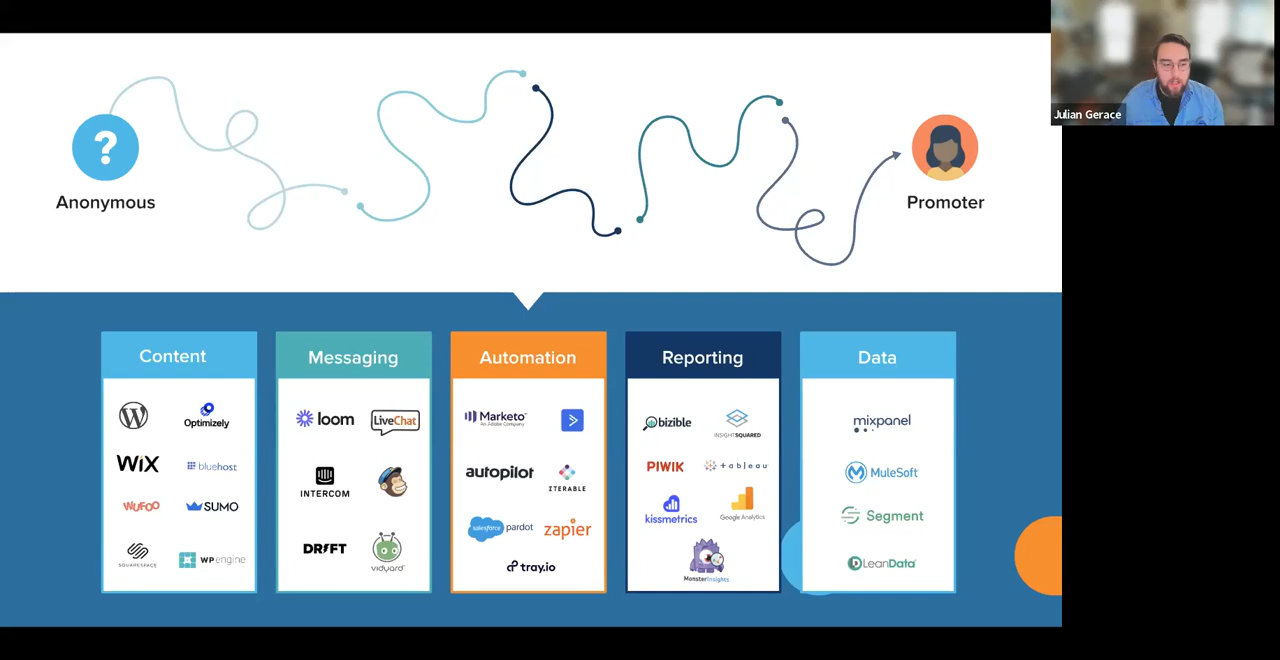 Julian Gerace
?
Anonymous
Promoter
Content
Optimizely
WiX
bluehost
WUFOO
SUMO
SQUARESPACE
WP engine
Messaging
loom
LiveChat
INTERCOM
DRIFT
vidyard
Automation
Marketo™
An Adobe Company
autopilot
ITERABLE
salesforce pardot
zapier
tray.io
Reporting
bizible
INSIGHTSQUARED
PIWIK
+ a b l e a u
kissmetrics
Google Analytics
MonsterInsights
Data
mixpanel
MuleSoft
Segment
LeanData